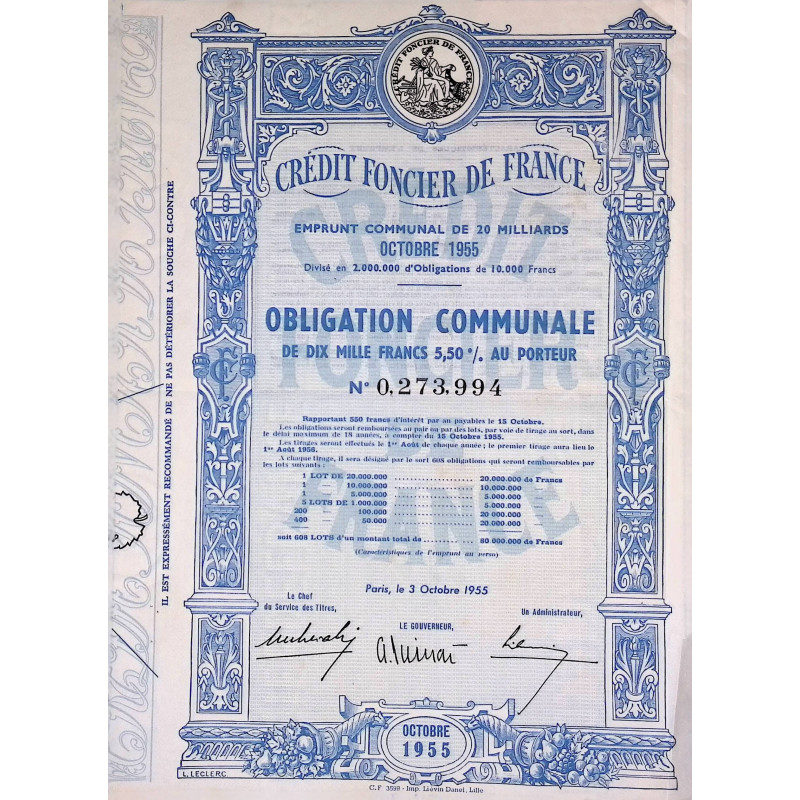 CRÉDIT FONCIER DE FRANCE
CRÉDIT FONCIER DE FRANCE
EMPRUNT COMMUNAL DE 20 MILLIARDS
OCTOBRE 1955
Divisé en 2.000.000 d'Obligations de 10.000 Francs
OBLIGATION COMMUNALE
DE DIX MILLE FRANCS 5,50 % AU PORTEUR
N° 0,273,994
Rapportant 550 francs d'intérêt par an payables le 15 Octobre.
Les obligations seront remboursées au pair ou par des lots, par voie de tirage au sort, dans
le délai maximum de 18 années, à compter du 15 Octobre 1955.
Les tirages seront effectués le 1er Août de chaque année ; le premier tirage aura lieu le
1er Août 1956.
A chaque tirage, il sera désigné par le sort 608 obligations qui seront remboursables par
les lots suivants :
1 LOT DE 20.000.000 20.000.000 de Francs
1 10.000.000 10.000.000
1 5.000.000 5.000.000
5 LOTS DE 1.000.000 5.000.000
200 100.000 20.000.000
400 50.000 20.000.000
soit 608 LOTS d'un montant total de 80.000.000 de Francs
(Caractéristiques de l'emprunt au verso)
Paris, le 3 Octobre 1955
Le Chef
du Service des Titres,
LE GOUVERNEUR,
Un Administrateur,
OCTOBRE
1955
L. LECLERC
C.F 3599 - Imp. Liévin Danel, Lille
IL EST EXPRESSÉMENT RECOMMANDÉ DE NE PAS DÉTÉRIORER LA SOUCHE CI-CONTRE
CRÉDIT
FONCIER
DE
FRANCE